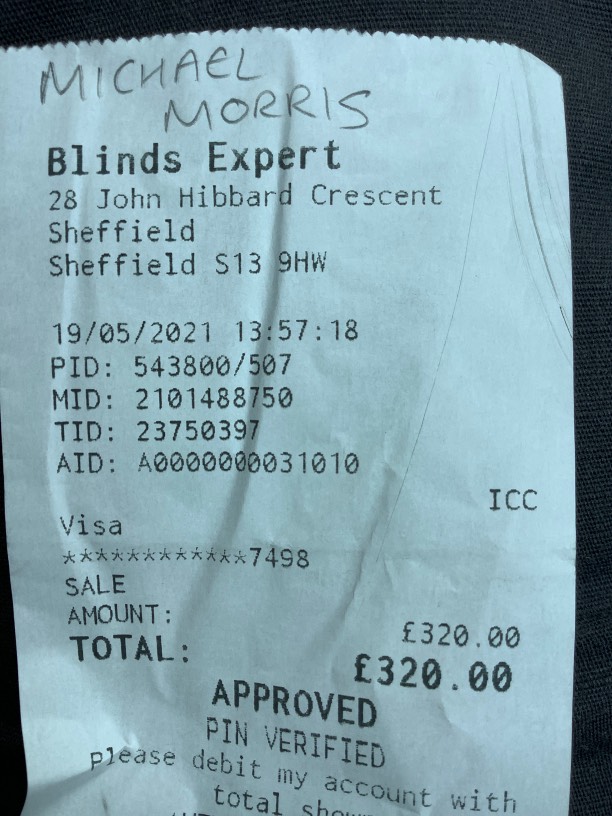 MICHAEL
MORRIS
Blinds Expert
28 John Hibbard Crescent
Sheffield
Sheffield S13 9HW
19/05/2021 13:57:18
PID: 543800/507
MID: 2101488750
TID: 23750397
AID: A0000000031010
ICC
Visa
************7498
SALE
AMOUNT: £320.00
TOTAL: £320.00
APPROVED
PIN VERIFIED
please debit my account with
total